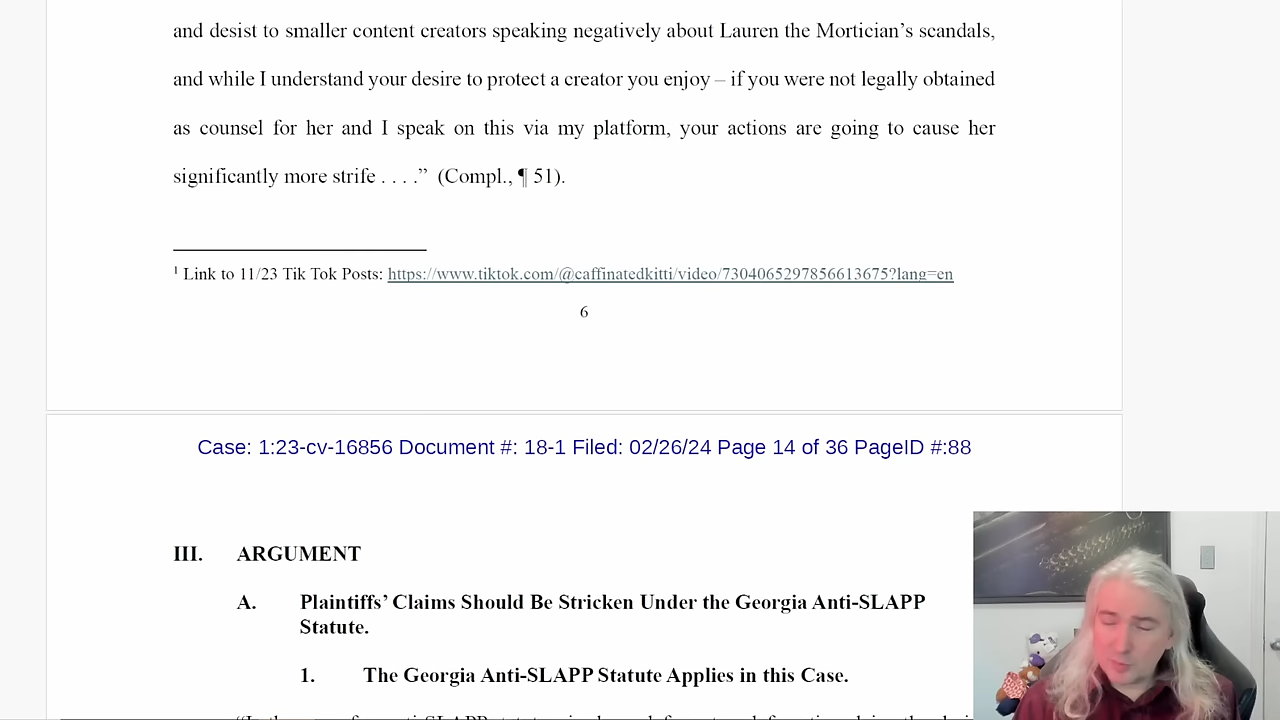 and desist to smaller content creators speaking negatively about Lauren the Mortician’s scandals,
and while I understand your desire to protect a creator you enjoy – if you were not legally obtained
as counsel for her and I speak on this via my platform, your actions are going to cause her
significantly more strife . . . .” (Compl., ¶ 51).
1 Link to 11/23 Tik Tok Posts: https://www.tiktok.com/@caffinatedkitti/video/7304065297856613675?lang=en
6
Case: 1:23-cv-16856 Document #: 18-1 Filed: 02/26/24 Page 14 of 36 PageID #:88
III. ARGUMENT
A. Plaintiffs’ Claims Should Be Stricken Under the Georgia Anti-SLAPP
Statute.
1. The Georgia Anti-SLAPP Statute Applies in this Case.